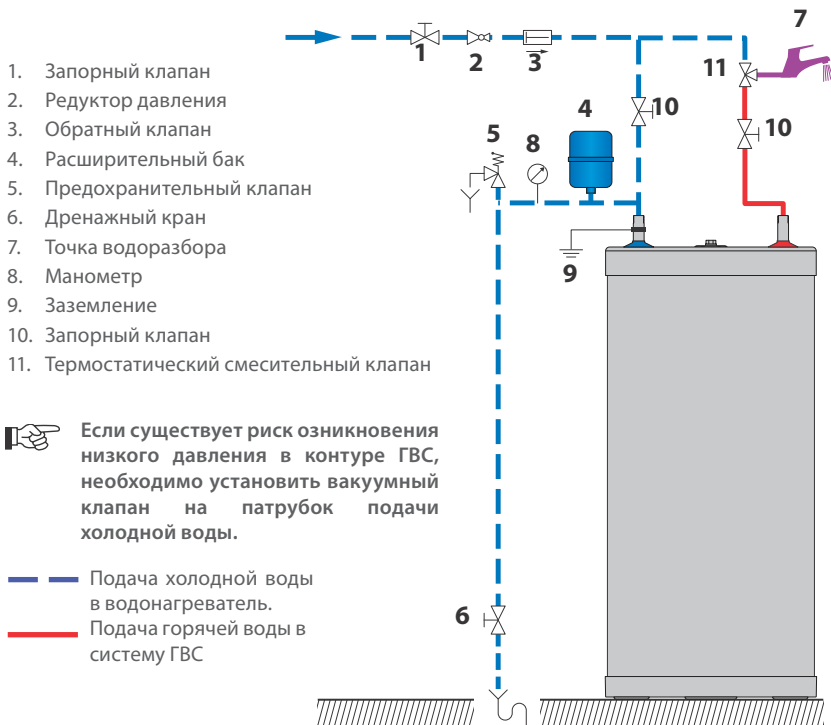 1. Запорный клапан
2. Редуктор давления
3. Обратный клапан
4. Расширительный бак
5. Предохранительный клапан
6. Дренажный кран
7. Точка водоразбора
8. Манометр
9. Заземление
10. Запорный клапан
11. Термостатический смесительный клапан
Если существует риск озникновения
низкого давления в контуре ГВС,
необходимо установить вакуумный
клапан на патрубок подачи
холодной воды.
Подача холодной воды
в водонагреватель.
Подача горячей воды в
систему ГВС
1
2
3
7
11
4
10
10
5
8
9
6